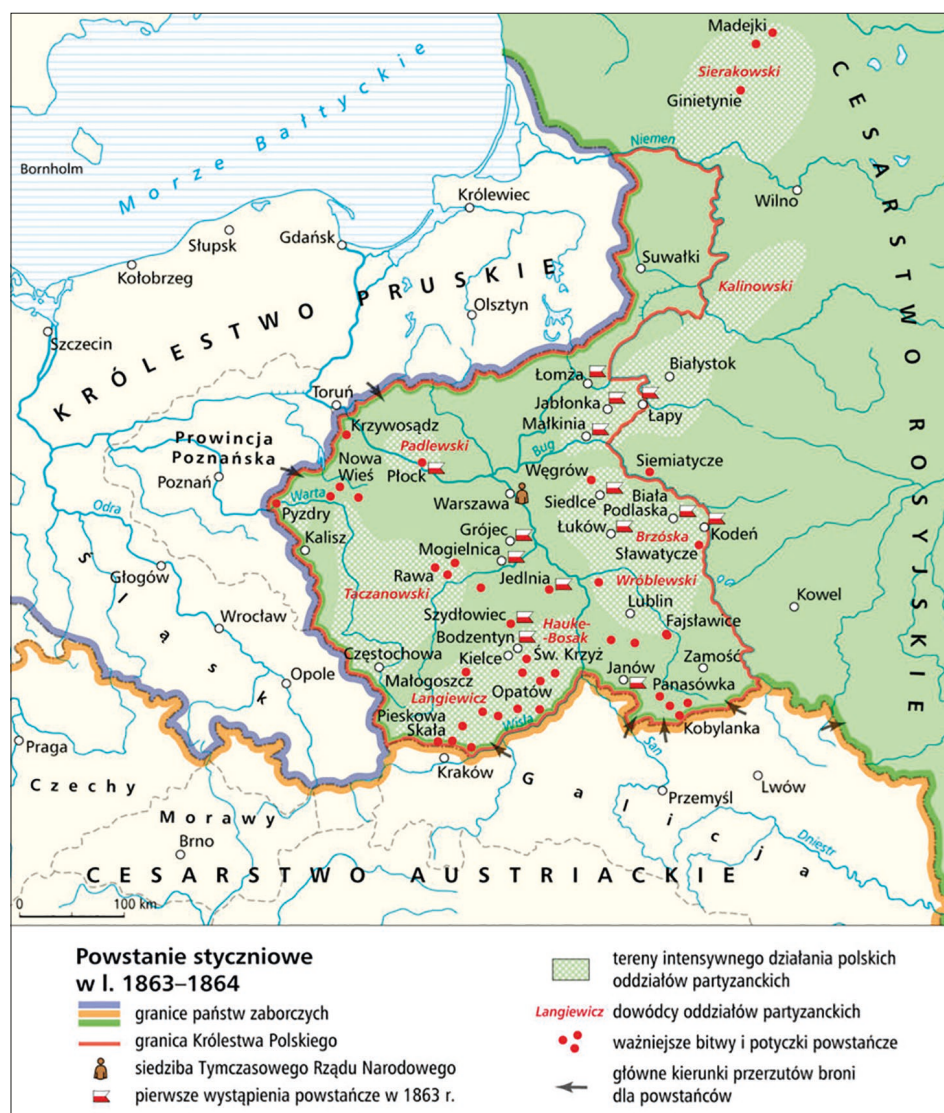 Madejki
Sierakowski
Ginietynie
CESARSTWO ROSYJSKIE
Morze Bałtyckie
Bornholm
Niemen
Wilno
Królewiec
Słupsk
Gdańsk
Kołobrzeg
Suwałki
KRÓLESTWO PRUSKIE
Kalinowski
Olsztyn
Szczecin
Białystok
Łomża
Toruń
Jabłonka
Łapy
Krzywosądz
Małkinia
Prowincja
Poznańska
Padlewski
Bug
Nowa
Wieś
Płock
Węgrów
Siemiatycze
Poznań
Warta
Warszawa
Siedlce
Biała
Podlaska
Odra
Pyzdry
Grójec
Łuków
Brzóska
Kodeń
Kalisz
Mogielnica
Sławatycze
Głogów
Rawa
Jedlnia
Wróblewski
Taczanowski
Śląsk
Wrocław
Szydłowiec
Hauke-
-Bosak
Lublin
Fajsławice
Kowel
Bodzentyn
Częstochowa
Kielce
Św. Krzyż
Janów
Zamość
Opole
Małogoszcz
Langiewicz
Opatów
Panasówka
Pieskowa
Skała
Wisła
Kobylanka
Praga
Kraków
San
Galicja
Lwów
Czechy
Przemyśl
Morawy
Brno
Dniestr
CESARSTWO AUSTRIACKIE
0 100 km
Powstanie styczniowe
w l. 1863–1864
granice państw zaborczych
granica Królestwa Polskiego
siedziba Tymczasowego Rządu Narodowego
pierwsze wystąpienia powstańcze w 1863 r.
tereny intensywnego działania polskich
oddziałów partyzanckich
Langiewicz dowódcy oddziałów partyzanckich
ważniejsze bitwy i potyczki powstańcze
główne kierunki przerzutów broni
dla powstańców